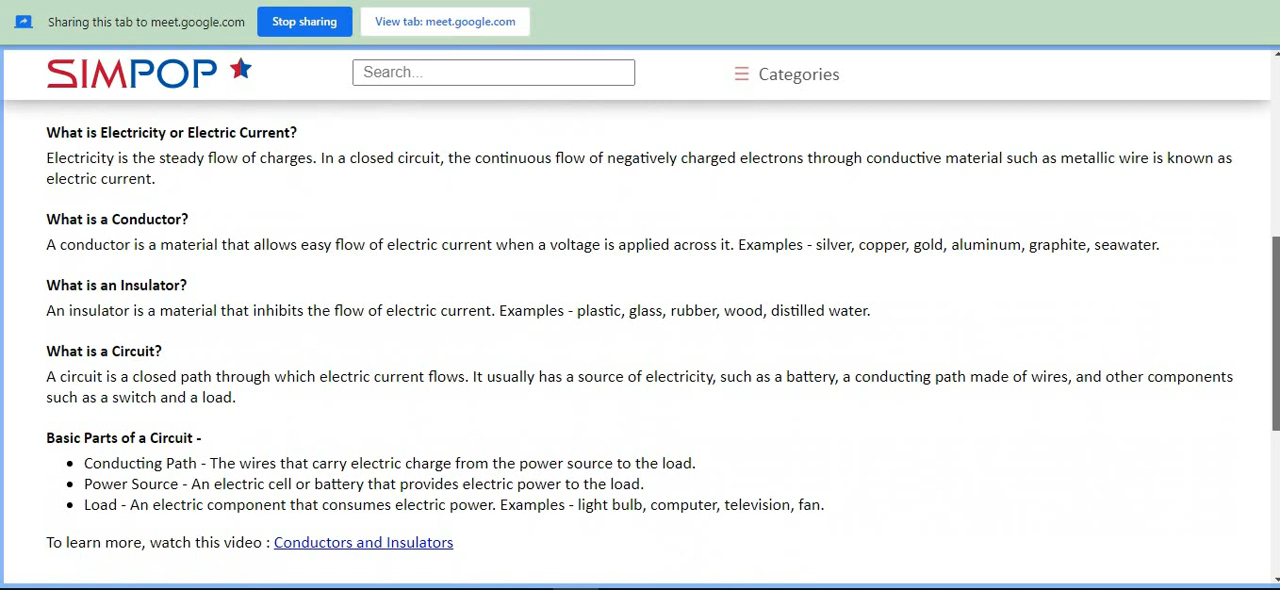 Sharing this tab to meet.google.com Stop sharing View tab: meet.google.com
SIMPOP Search... Categories
What is Electricity or Electric Current?
Electricity is the steady flow of charges. In a closed circuit, the continuous flow of negatively charged electrons through conductive material such as metallic wire is known as
electric current.
What is a Conductor?
A conductor is a material that allows easy flow of electric current when a voltage is applied across it. Examples - silver, copper, gold, aluminum, graphite, seawater.
What is an Insulator?
An insulator is a material that inhibits the flow of electric current. Examples - plastic, glass, rubber, wood, distilled water.
What is a Circuit?
A circuit is a closed path through which electric current flows. It usually has a source of electricity, such as a battery, a conducting path made of wires, and other components
such as a switch and a load.
Basic Parts of a Circuit -
• Conducting Path - The wires that carry electric charge from the power source to the load.
• Power Source - An electric cell or battery that provides electric power to the load.
• Load - An electric component that consumes electric power. Examples - light bulb, computer, television, fan.
To learn more, watch this video : Conductors and Insulators